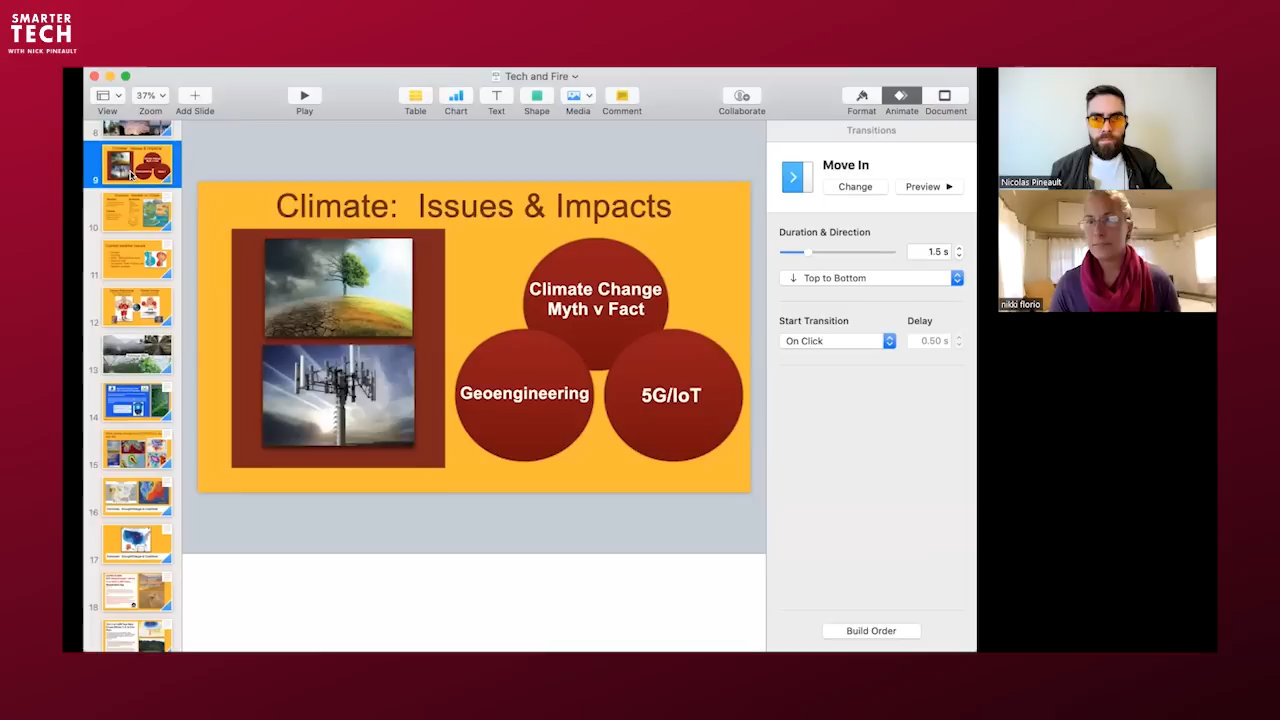 SMARTER
TECH
WITH NICK PINEAULT
Tech and Fire
37%
View
Zoom
Add Slide
Play
Table
Chart
Text
Shape
Media
Comment
Collaborate
Format
Animate
Document
8
9
10
11
12
13
14
15
16
17
18
Climate: Issues & Impacts
Climate Change
Myth v Fact
Geoengineering
5G/IoT
Transitions
Move In
Change
Preview
Duration & Direction
1.5 s
Top to Bottom
Start Transition
Delay
On Click
0.50 s
Build Order
Nicolas Pineault
nikki florio